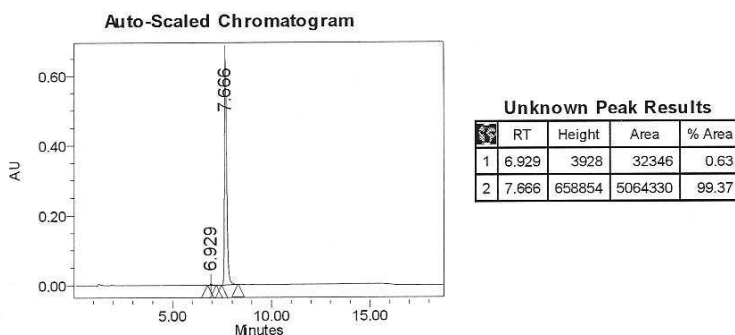 Auto-Scaled Chromatogram
0.60
0.40
0.20
0.00
AU
7.666
6.929
5.00 10.00 15.00
Minutes
Unknown Peak Results
RT Height Area % Area
1 6.929 3928 32346 0.63
2 7.666 658854 5064330 99.37